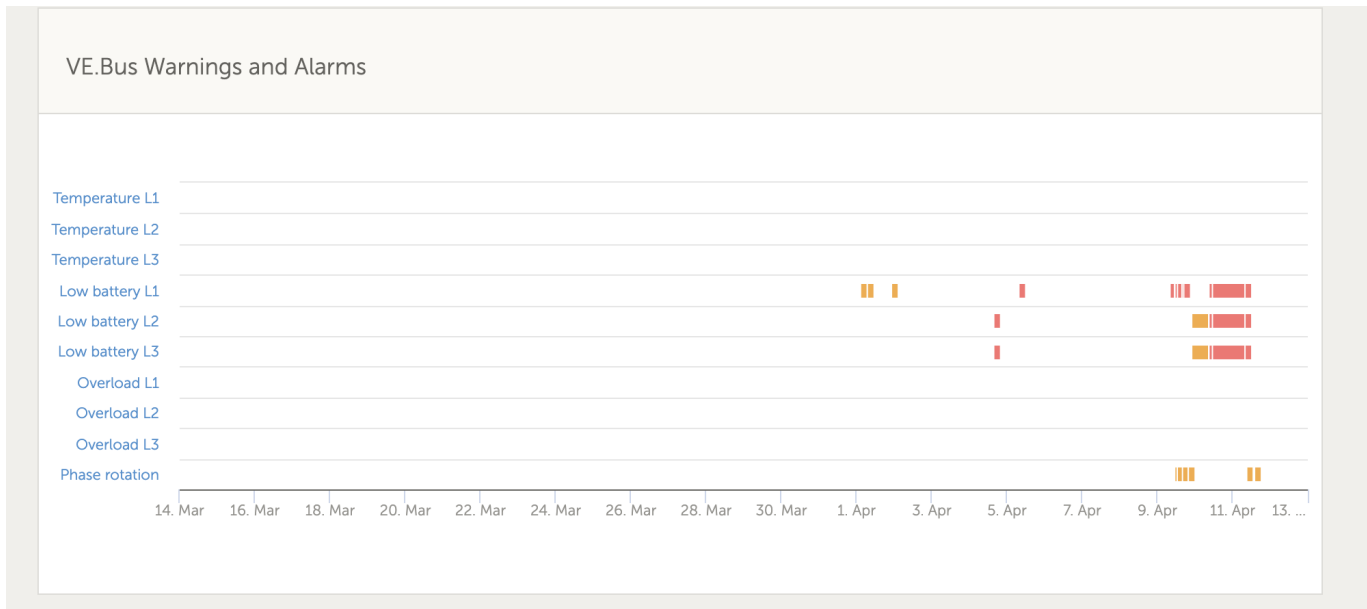 VE.Bus Warnings and Alarms
Temperature L1
Temperature L2
Temperature L3
Low battery L1
Low battery L2
Low battery L3
Overload L1
Overload L2
Overload L3
Phase rotation
14. Mar 16. Mar 18. Mar 20. Mar 22. Mar 24. Mar 26. Mar 28. Mar 30. Mar 1. Apr 3. Apr 5. Apr 7. Apr 9. Apr 11. Apr 13. ...